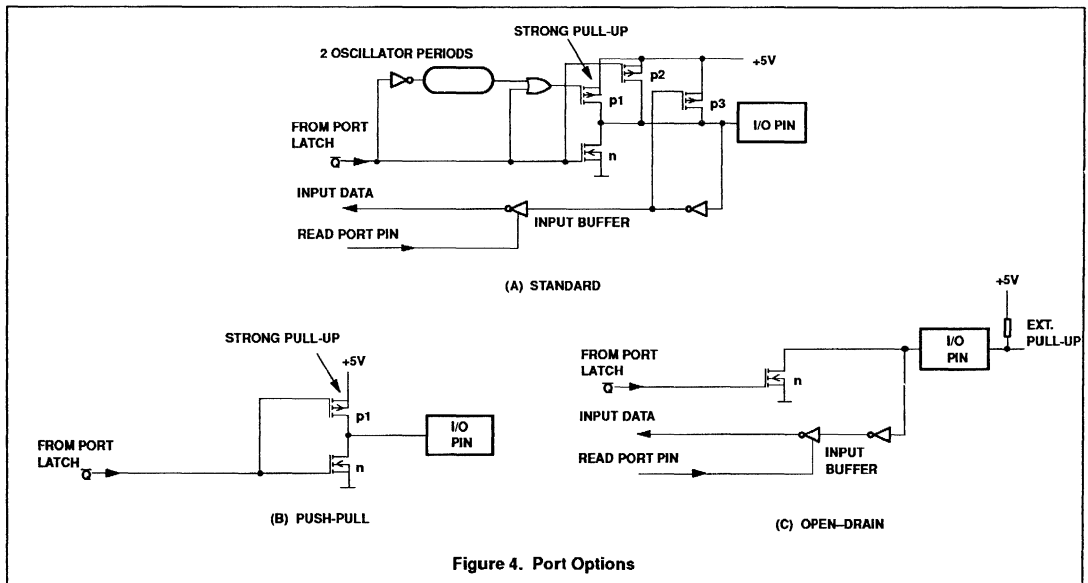 STRONG PULL-UP
2 OSCILLATOR PERIODS
+5V
p2
p1
p3
I/O PIN
FROM PORT
LATCH
Q̅
n
INPUT DATA
INPUT BUFFER
READ PORT PIN
(A) STANDARD
STRONG PULL-UP
+5V
p1
I/O
PIN
FROM PORT
LATCH
Q̅
n
(B) PUSH-PULL
+5V
EXT.
PULL-UP
I/O
PIN
FROM PORT
LATCH
Q̅
n
INPUT DATA
INPUT
BUFFER
READ PORT PIN
(C) OPEN–DRAIN
Figure 4. Port Options